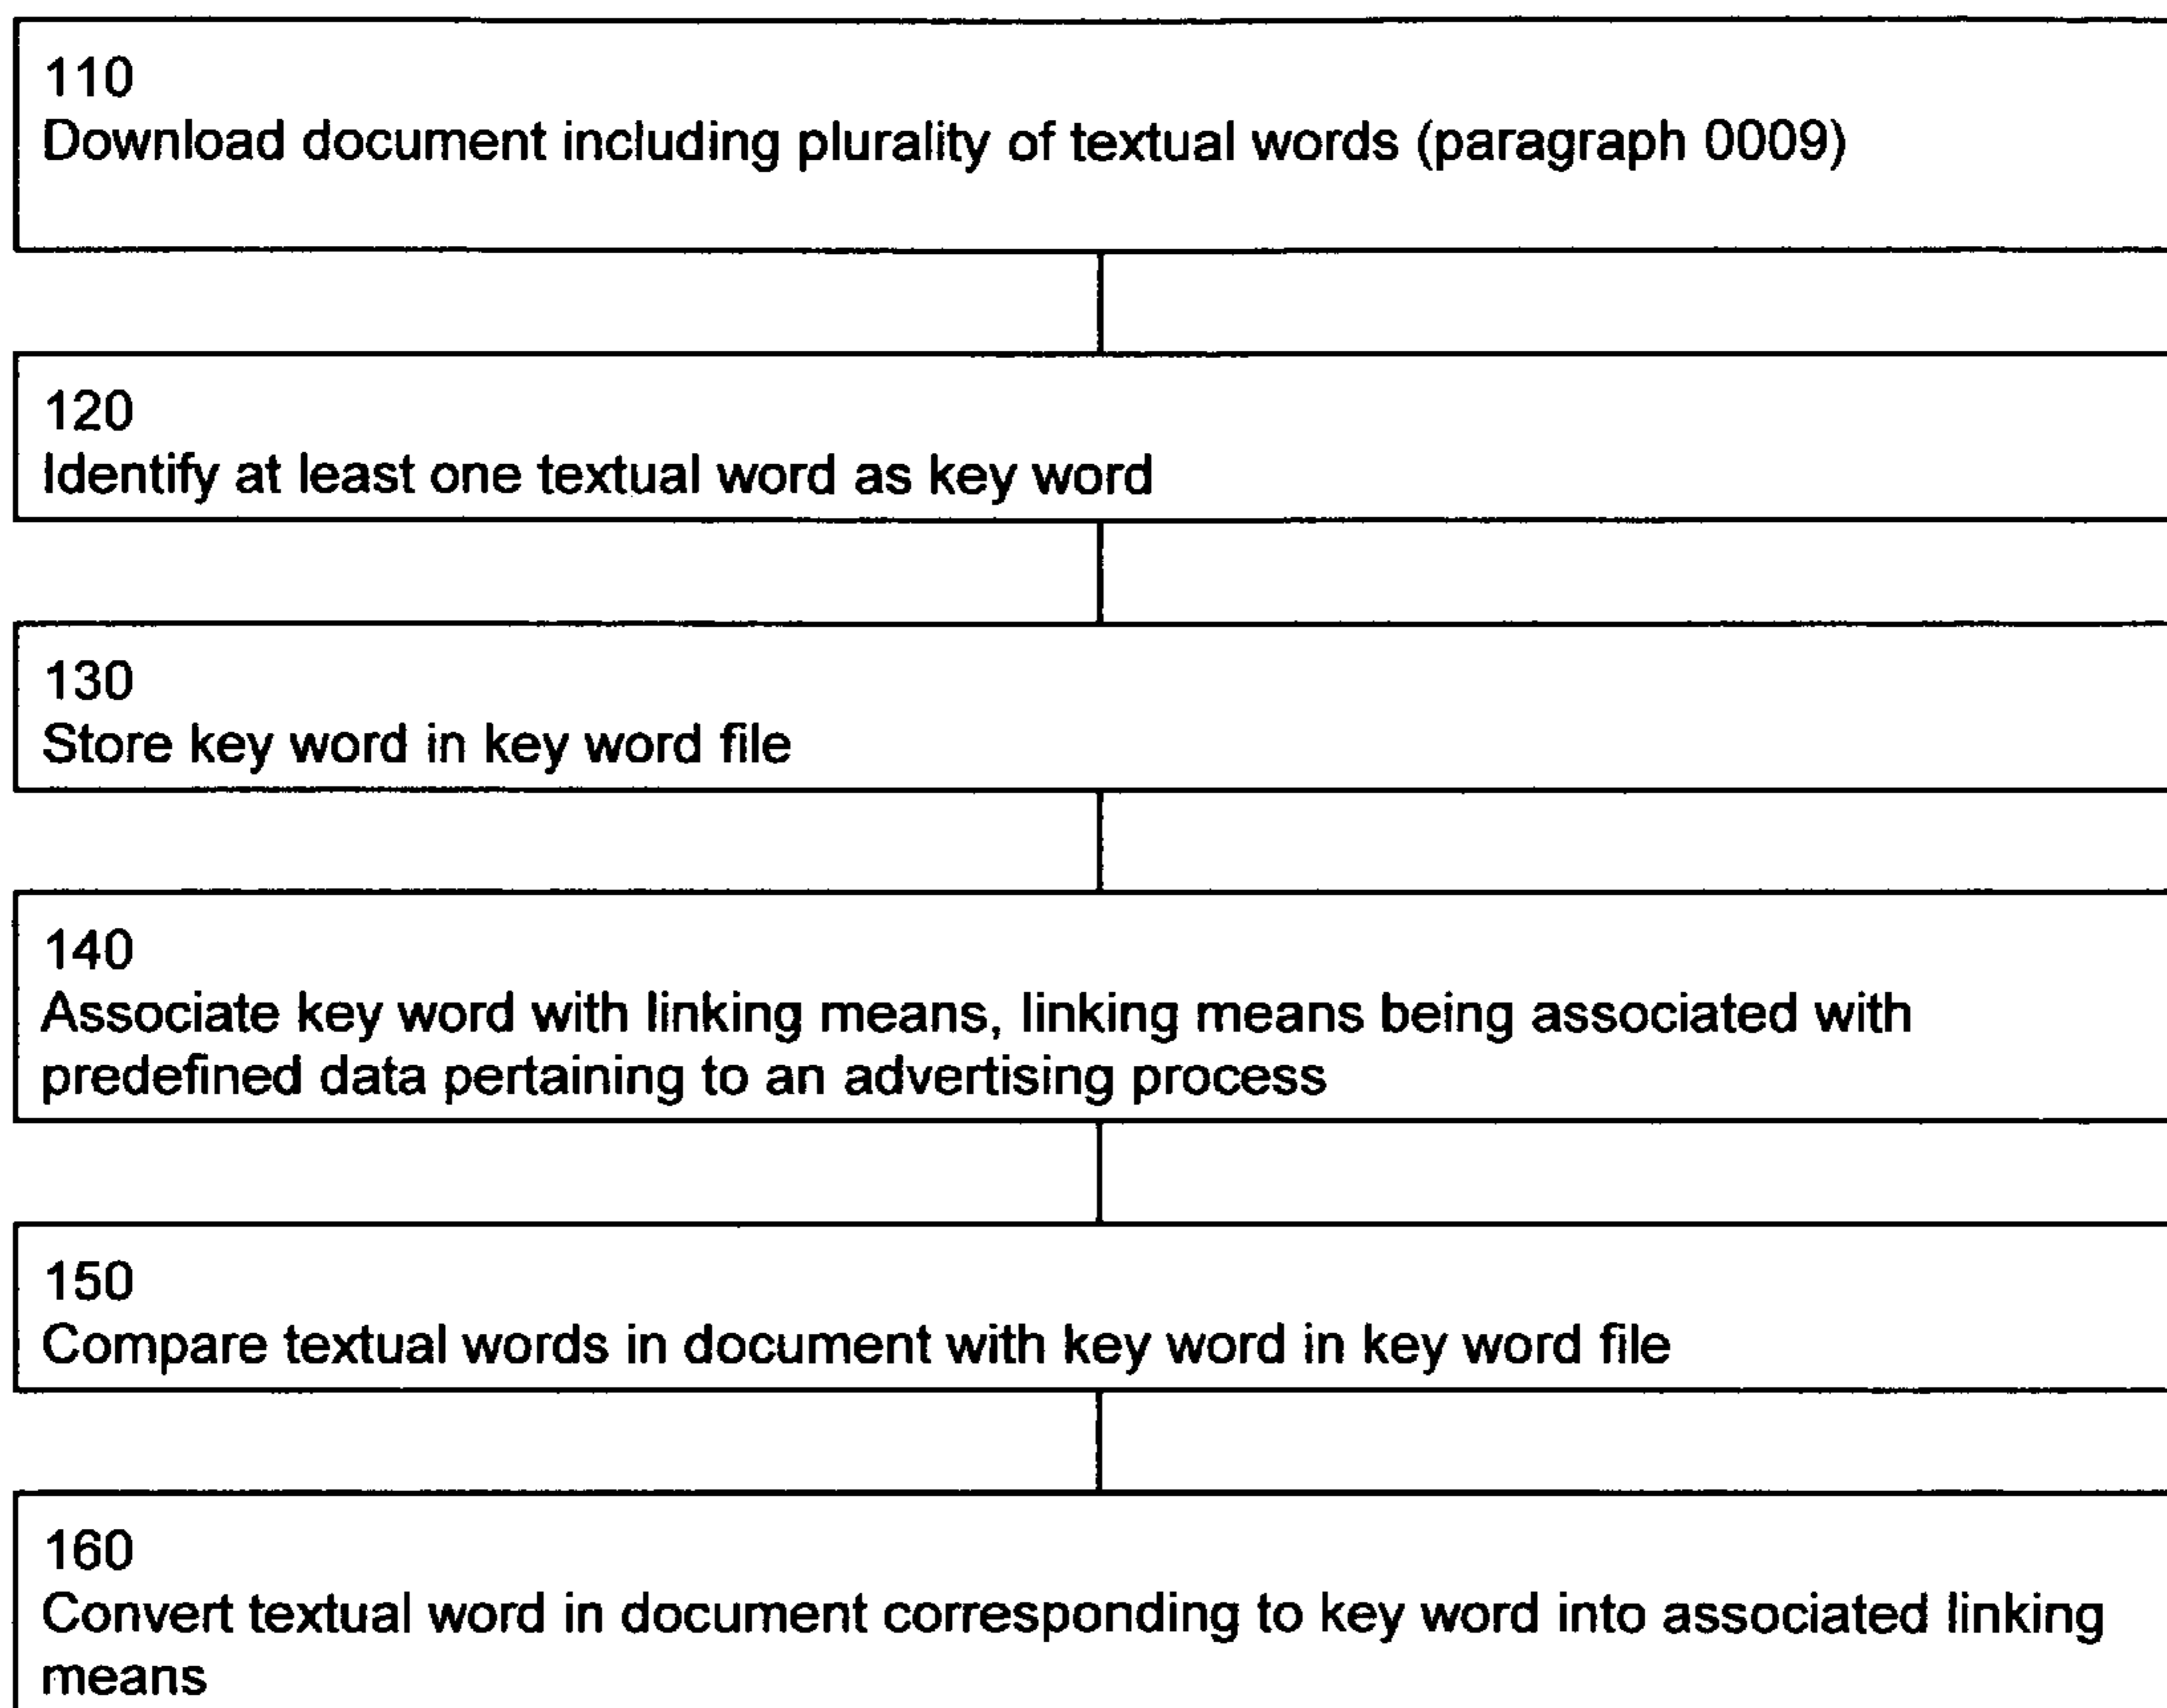 110
Download document including plurality of textual words (paragraph 0009)
120
Identify at least one textual word as key word
130
Store key word in key word file
140
Associate key word with linking means, linking means being associated with
predefined data pertaining to an advertising process
150
Compare textual words in document with key word in key word file
160
Convert textual word in document corresponding to key word into associated linking
means